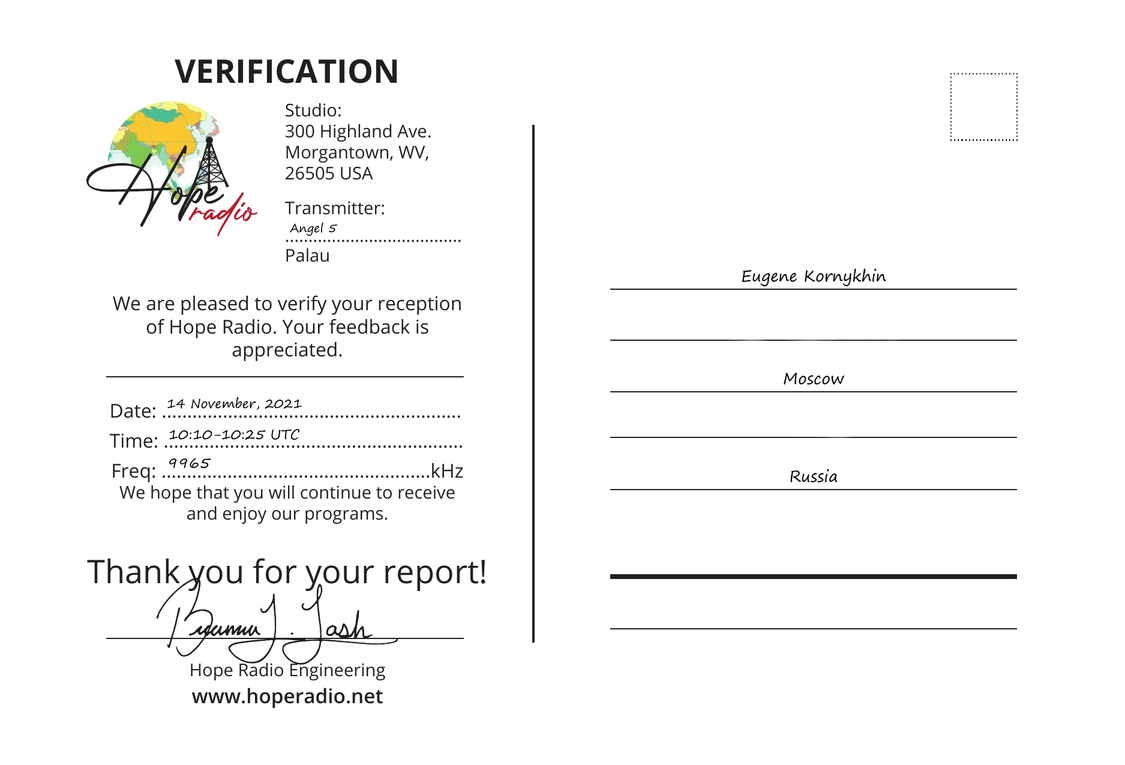 VERIFICATION
Hope
radio
Studio:
300 Highland Ave.
Morgantown, WV,
26505 USA
Transmitter:
Angel 5
Palau
We are pleased to verify your reception
of Hope Radio. Your feedback is
appreciated.
Date: 14 November, 2021
Time: 10:10-10:25 UTC
Freq: 9965 kHz
We hope that you will continue to receive
and enjoy our programs.
Thank you for your report!
J. Lash
Hope Radio Engineering
www.hoperadio.net
Eugene Kornykhin
Moscow
Russia